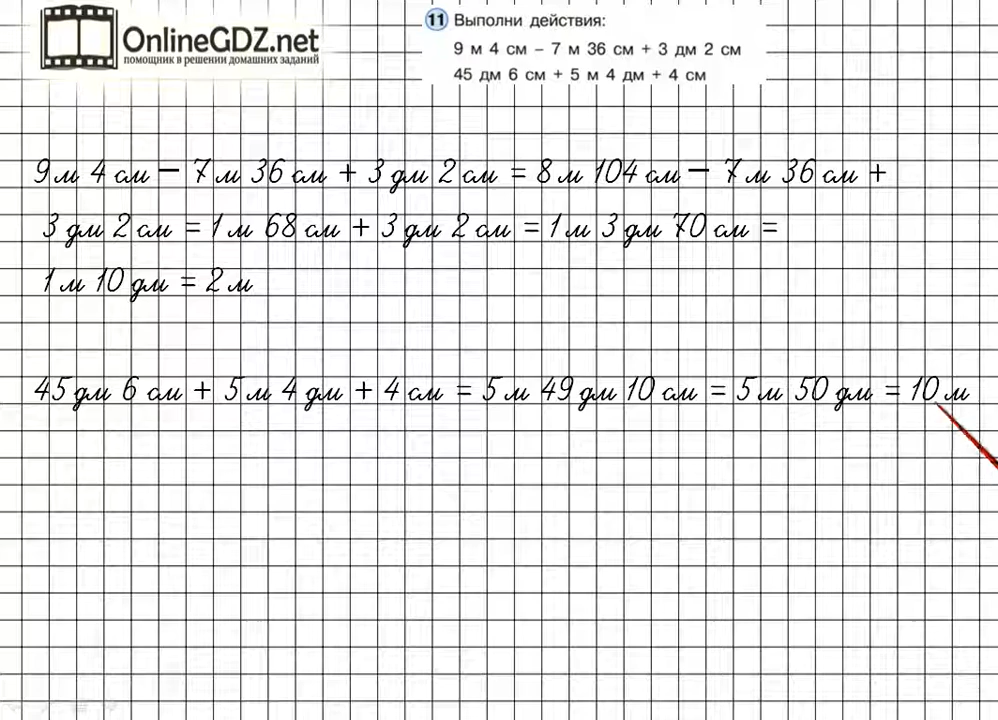 OnlineGDZ.net
помощник в решении домашних заданий
11 Выполни действия:
9 м 4 см – 7 м 36 см + 3 дм 2 см
45 дм 6 см + 5 м 4 дм + 4 см
9 м 4 см – 7 м 36 см + 3 дм 2 см = 8 м 104 см – 7 м 36 см +
3 дм 2 см = 1 м 68 см + 3 дм 2 см = 1 м 3 дм 70 см =
1 м 10 дм = 2 м
45 дм 6 см + 5 м 4 дм + 4 см = 5 м 49 дм 10 см = 5 м 50 дм = 10 м